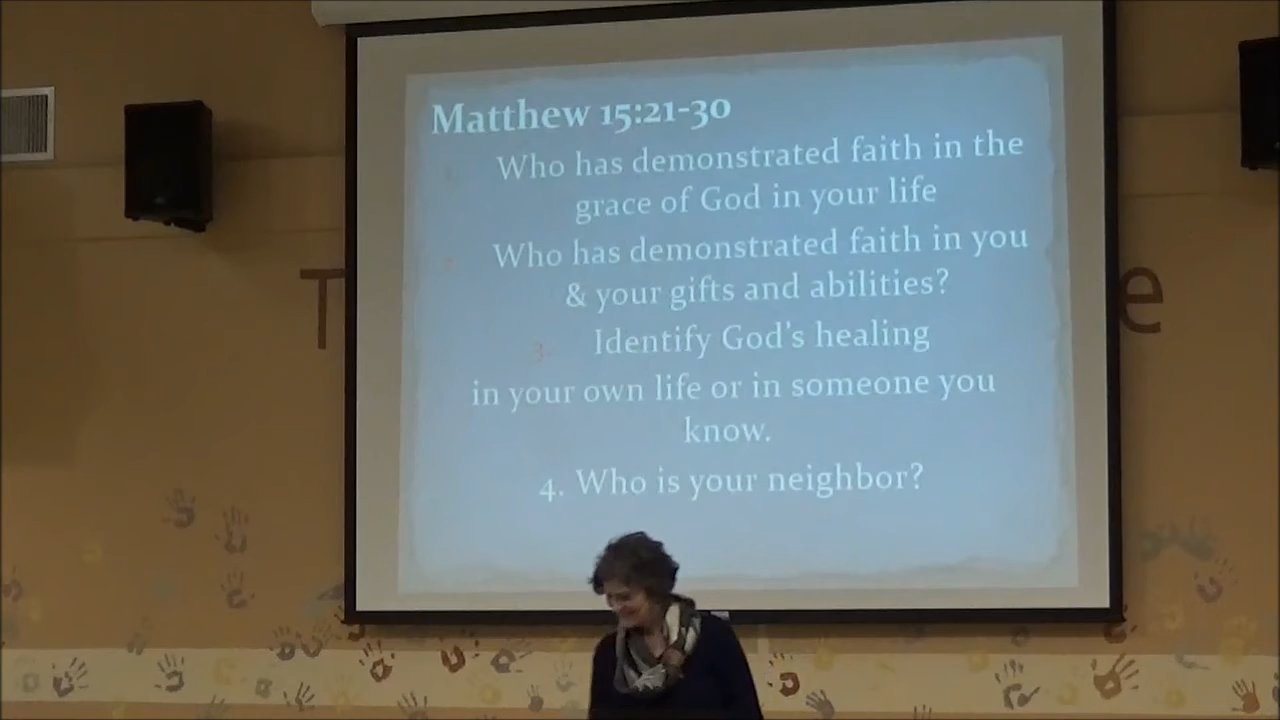 Matthew 15:21-30
Who has demonstrated faith in the
grace of God in your life
Who has demonstrated faith in you
& your gifts and abilities?
3. Identify God's healing
in your own life or in someone you
know.
4. Who is your neighbor?
T e